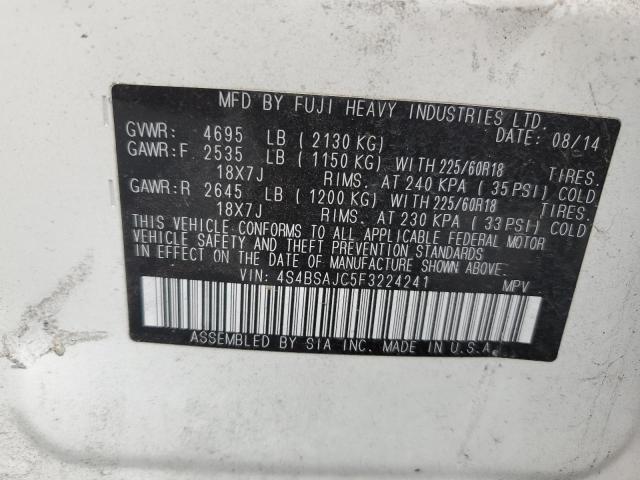 MFD BY FUJI HEAVY INDUSTRIES LTD.
DATE: 08/14
GVWR: 4695 LB (2130 KG)
GAWR:F 2535 LB (1150 KG) WITH 225/60R18 TIRES.
18X7J RIMS. AT 240 KPA (35 PSI) COLD
GAWR:R 2645 LB (1200 KG) WITH 225/60R18 TIRES.
18X7J RIMS. AT 230 KPA (33 PSI) COLD
THIS VEHICLE CONFORMS TO ALL APPLICABLE FEDERAL MOTOR
VEHICLE SAFETY AND THEFT PREVENTION STANDARDS
IN EFFECT ON THE DATE OF MANUFACTURE SHOWN ABOVE.
VIN: 4S4BSAJC5F3224241 MPV
ASSEMBLED BY SIA INC. MADE IN U.S.A.